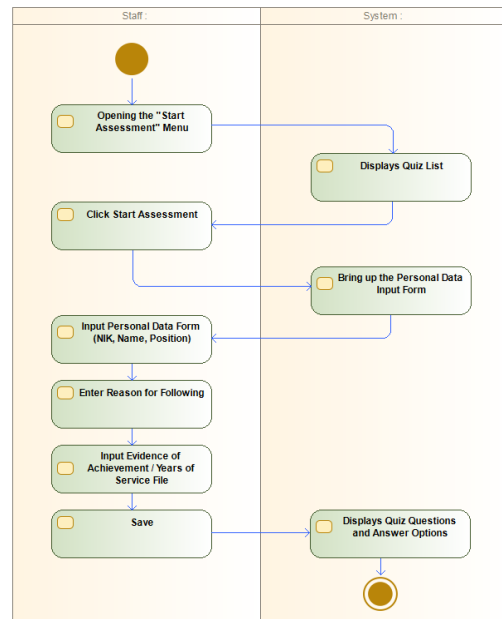 Staff :
System :
Opening the "Start
Assessment" Menu
Displays Quiz List
Click Start Assessment
Bring up the Personal Data
Input Form
Input Personal Data Form
(NIK, Name, Position)
Enter Reason for Following
Input Evidence of
Achievement / Years of
Service File
Save
Displays Quiz Questions
and Answer Options